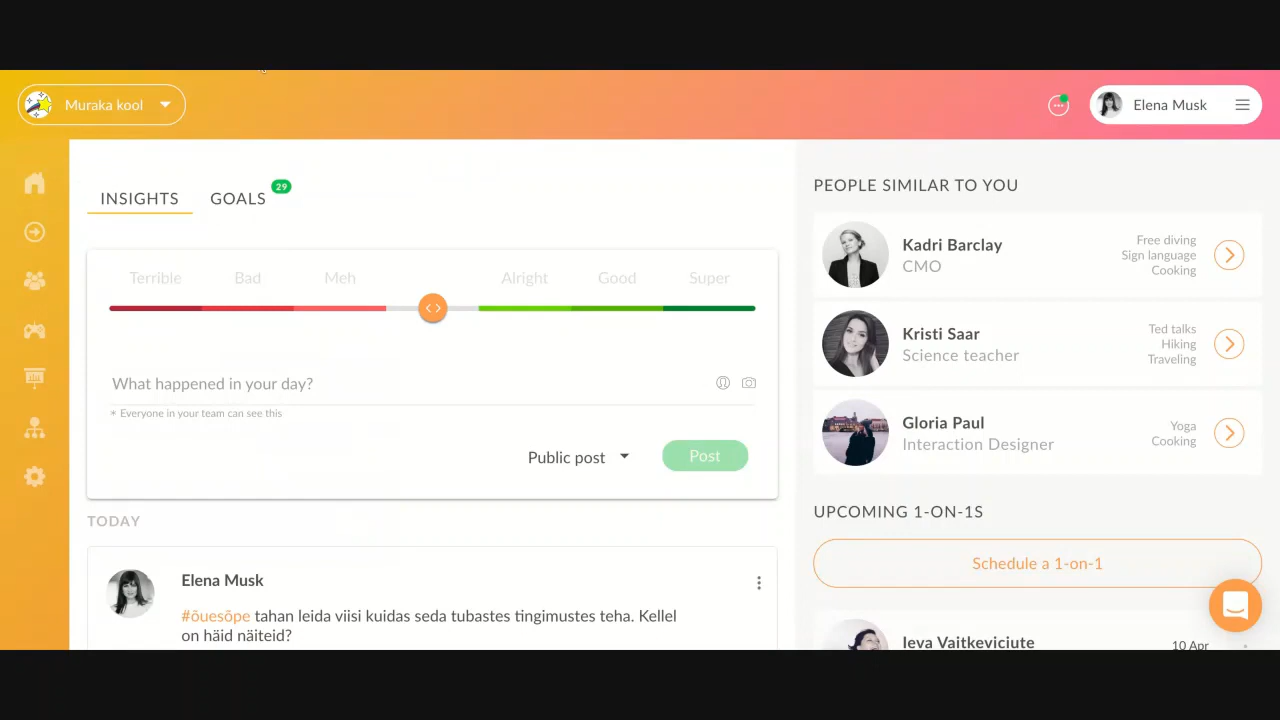 Muraka kool
Elena Musk
INSIGHTS
GOALS
29
Terrible
Bad
Meh
Alright
Good
Super
What happened in your day?
* Everyone in your team can see this
Public post
Post
TODAY
Elena Musk
#õuesõpe tahan leida viisi kuidas seda tubastes tingimustes teha. Kellel
on häid näiteid?
PEOPLE SIMILAR TO YOU
Kadri Barclay
CMO
Free diving
Sign language
Cooking
Kristi Saar
Science teacher
Ted talks
Hiking
Traveling
Gloria Paul
Interaction Designer
Yoga
Cooking
UPCOMING 1-ON-1S
Schedule a 1-on-1
Ieva Vaitkeviciute
10 Apr